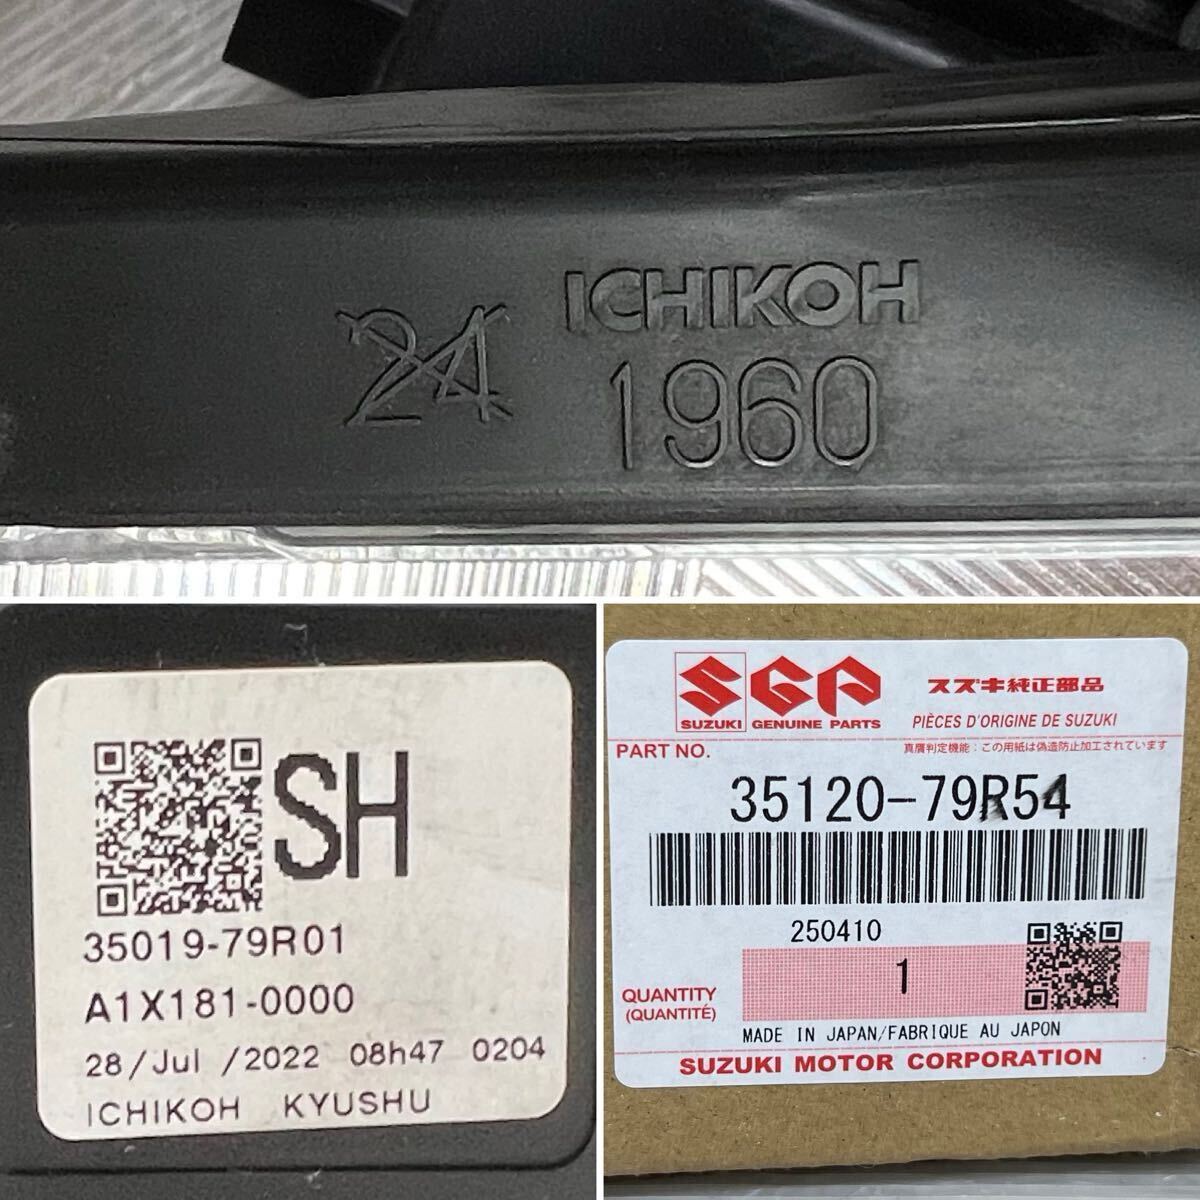 ICHIKOH
24 1960
SH
35019-79R01
A1X181-0000
28/Jul /2022 08h47 0204
ICHIKOH KYUSHU
SGP スズキ純正部品
SUZUKI GENUINE PARTS PIÈCES D'ORIGINE DE SUZUKI
PART NO. 真贋判定機能：この用紙は偽造防止加工されています
35120-79R54
250410
1
QUANTITY
(QUANTITÉ)
MADE IN JAPAN/FABRIQUE AU JAPON
SUZUKI MOTOR CORPORATION